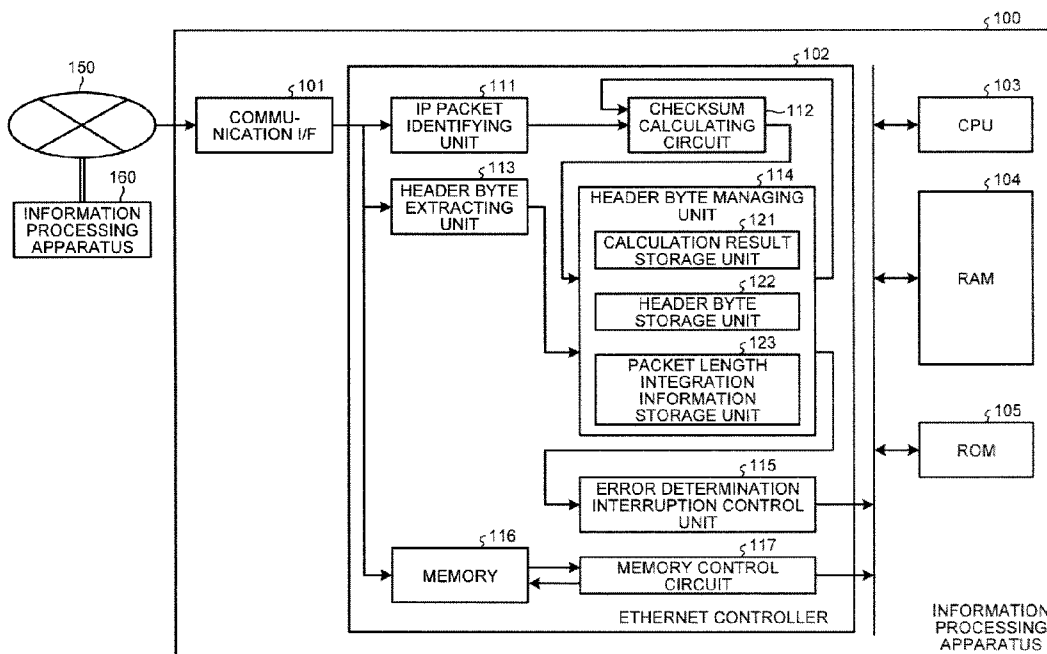 100
150
102
101
COMMU-
NICATION I/F
111
IP PACKET
IDENTIFYING
UNIT
CHECKSUM
CALCULATING
CIRCUIT
112
103
CPU
160
INFORMATION
PROCESSING
APPARATUS
113
HEADER BYTE
EXTRACTING
UNIT
114
HEADER BYTE MANAGING
UNIT
121
CALCULATION RESULT
STORAGE UNIT
122
HEADER BYTE
STORAGE UNIT
123
PACKET LENGTH
INTEGRATION
INFORMATION
STORAGE UNIT
104
RAM
105
ROM
115
ERROR DETERMINATION
INTERRUPTION CONTROL
UNIT
116
MEMORY
117
MEMORY CONTROL
CIRCUIT
ETHERNET CONTROLLER
INFORMATION
PROCESSING
APPARATUS